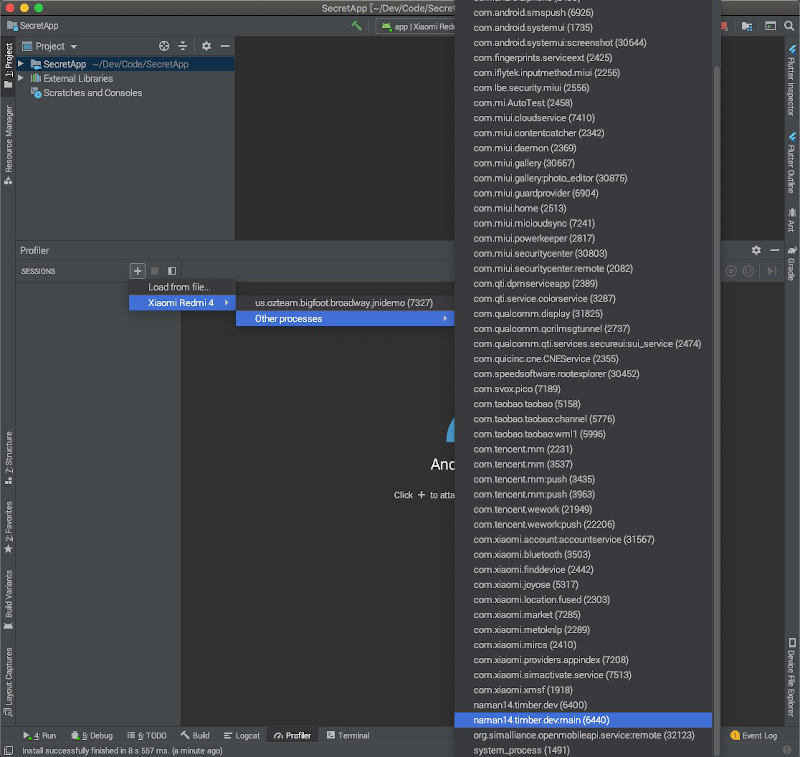 SecretApp [~/Dev/Code/Secret
SecretApp
app | Xiaomi Redm
Project
SecretApp ~/Dev/Code/SecretApp
External Libraries
Scratches and Consoles
1: Project
Resource Manager
7: Structure
2: Favorites
Build Variants
Layout Captures
Flutter Inspector
Flutter Outline
Ant
Gradle
Device File Explorer
Profiler
SESSIONS
Load from file...
Xiaomi Redmi 4
us.ozteam.bigfoot.broadway.jnidemo (7327)
Other processes
And
Click + to atta
com.android.smspush (6926)
com.android.systemui (1735)
com.android.systemui:screenshot (30644)
com.fingerprints.serviceext (2425)
com.iflytek.inputmethod.miui (2256)
com.lbe.security.miui (2556)
com.mi.AutoTest (2458)
com.miui.cloudservice (7410)
com.miui.contentcatcher (2342)
com.miui.daemon (2369)
com.miui.gallery (30667)
com.miui.gallery:photo_editor (30875)
com.miui.guardprovider (6904)
com.miui.home (2513)
com.miui.micloudsync (7241)
com.miui.powerkeeper (2817)
com.miui.securitycenter (30803)
com.miui.securitycenter.remote (2082)
com.qti.dpmserviceapp (2389)
com.qti.service.colorservice (3287)
com.qualcomm.display (31825)
com.qualcomm.qcrilmsgtunnel (2737)
com.qualcomm.qti.services.secureui:sui_service (2474)
com.quicinc.cne.CNEService (2355)
com.speedsoftware.rootexplorer (30452)
com.svox.pico (7189)
com.taobao.taobao (5158)
com.taobao.taobao:channel (5776)
com.taobao.taobao:wml1 (5996)
com.tencent.mm (2231)
com.tencent.mm (3537)
com.tencent.mm:push (3435)
com.tencent.mm:push (3963)
com.tencent.wework (21949)
com.tencent.wework:push (22206)
com.xiaomi.account:accountservice (31567)
com.xiaomi.bluetooth (3503)
com.xiaomi.finddevice (2442)
com.xiaomi.joyose (5317)
com.xiaomi.location.fused (2303)
com.xiaomi.market (7285)
com.xiaomi.metoknlp (2289)
com.xiaomi.mircs (2410)
com.xiaomi.providers.appindex (7208)
com.xiaomi.simactivate.service (7513)
com.xiaomi.xmsf (1918)
naman14.timber.dev (6400)
naman14.timber.dev:main (6440)
org.simalliance.openmobileapi.service:remote (32123)
system_process (1491)
4: Run
5: Debug
6: TODO
Build
Logcat
Profiler
Terminal
1 Event Log
Install successfully finished in 8 s 557 ms. (a minute ago)